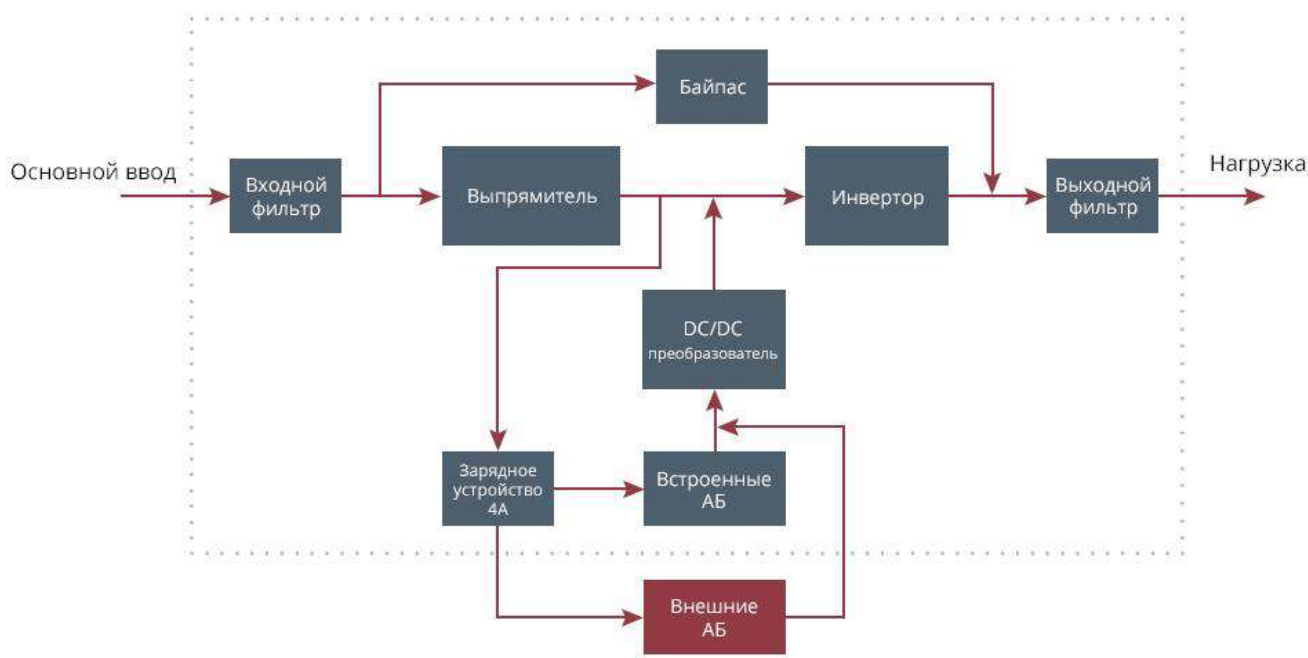 Байпас
Основной ввод
Входной
фильтр
Выпрямитель
Инвертор
Выходной
фильтр
Нагрузка
DC/DC
преобразователь
Зарядное
устройство
4А
Встроенные
АБ
Внешние
АБ